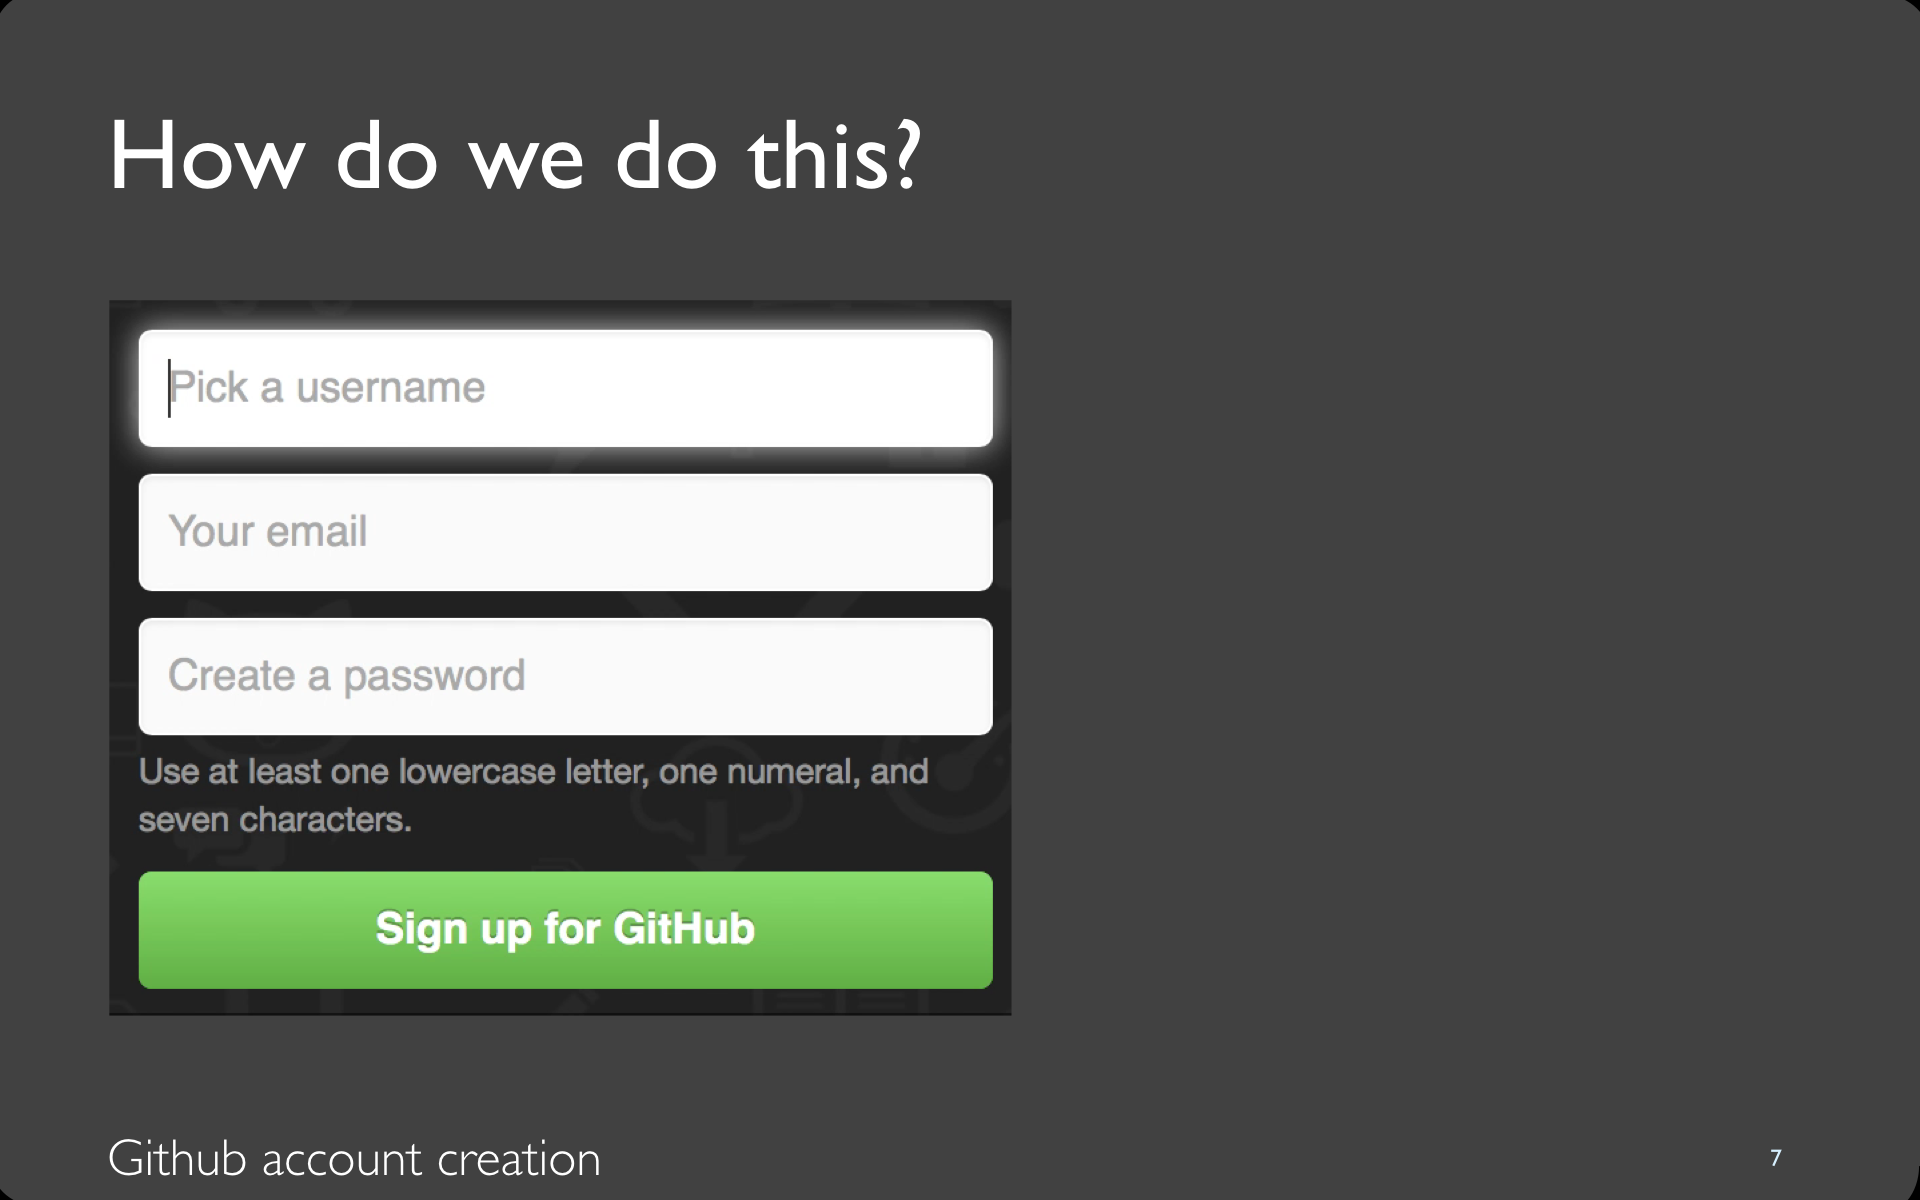 How do we do this?
Pick a username
Your email
Create a password
Use at least one lowercase letter, one numeral, and
seven characters.
Sign up for GitHub
Github account creation
7